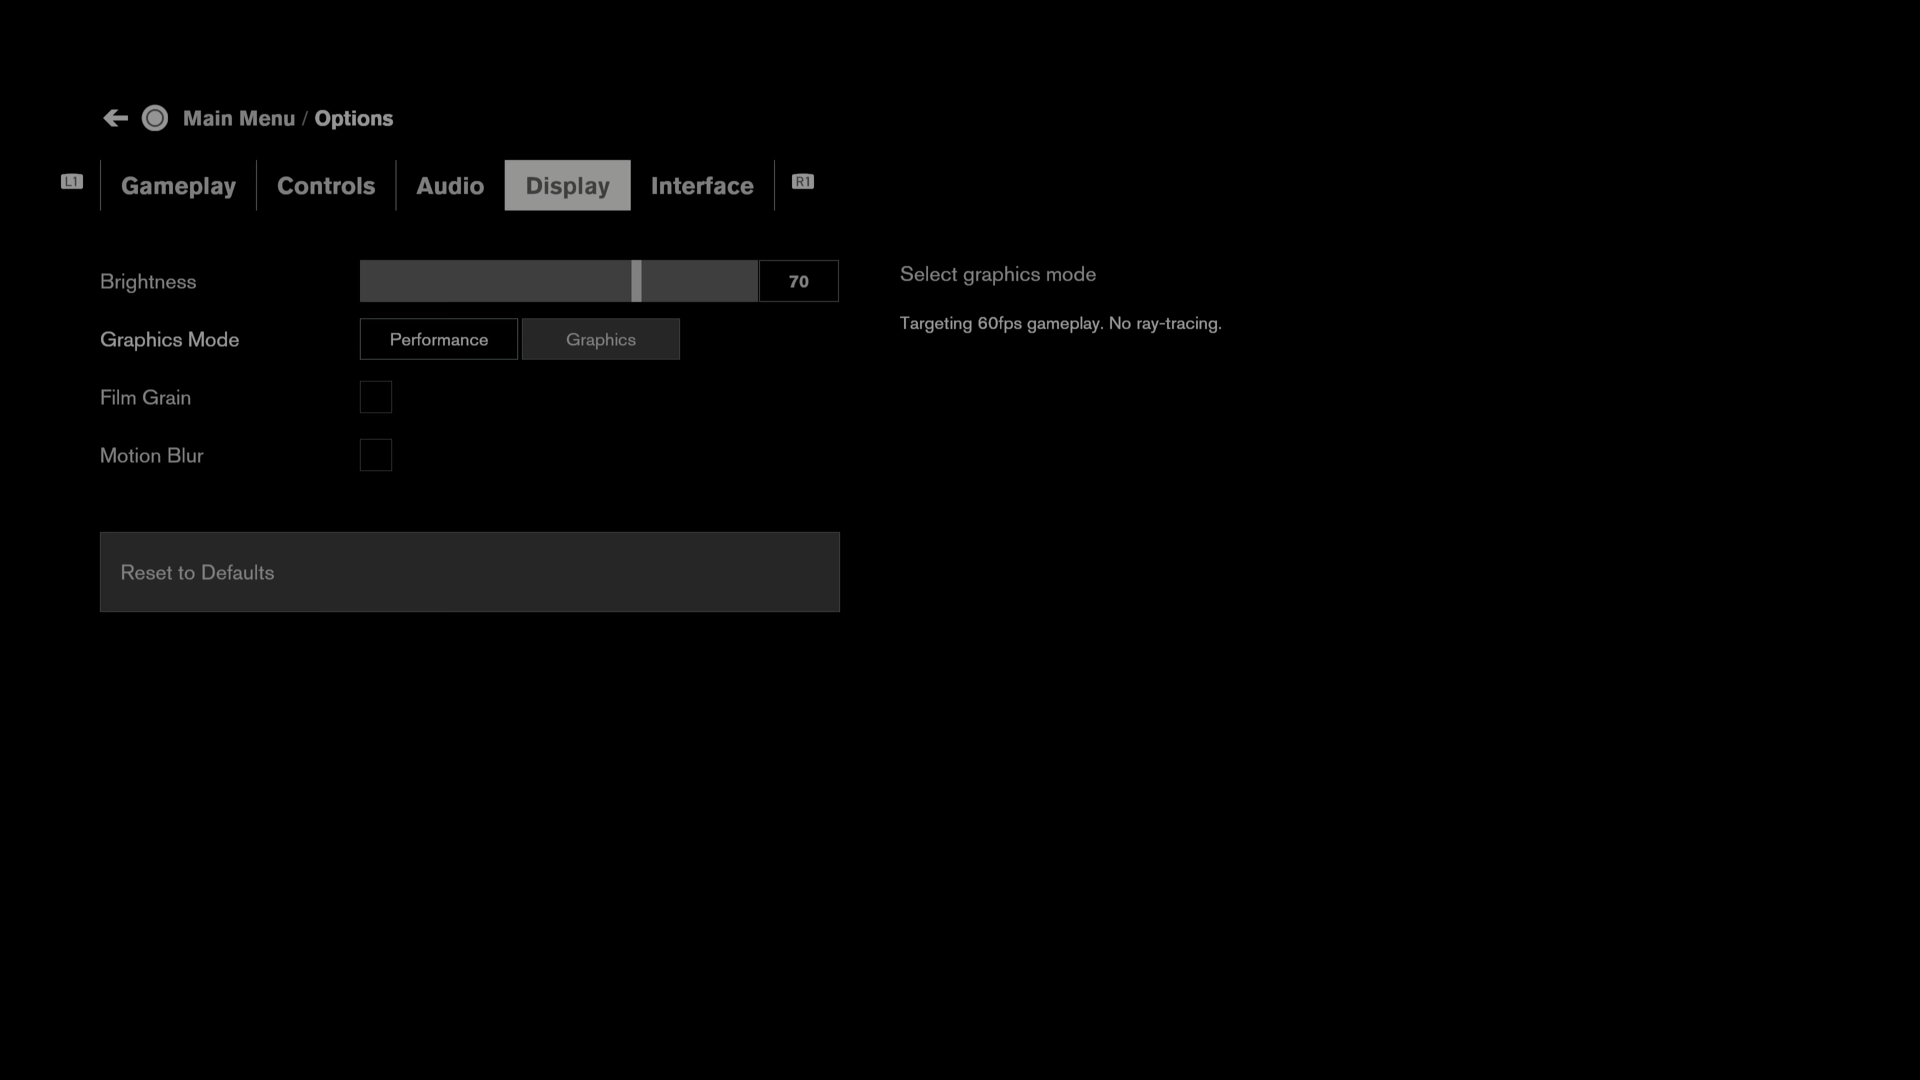 Main Menu / Options
L1 Gameplay Controls Audio Display Interface R1
Brightness 70
Graphics Mode Performance Graphics
Film Grain
Motion Blur
Reset to Defaults
Select graphics mode
Targeting 60fps gameplay. No ray-tracing.